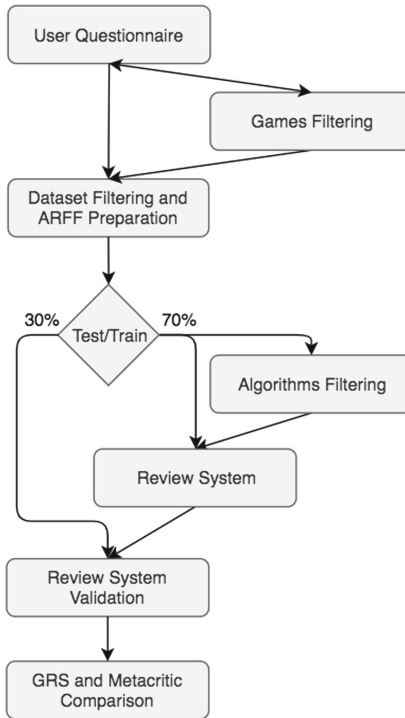 User Questionnaire
Games Filtering
Dataset Filtering and
ARFF Preparation
30%
70%
Test/Train
Algorithms Filtering
Review System
Review System
Validation
GRS and Metacritic
Comparison